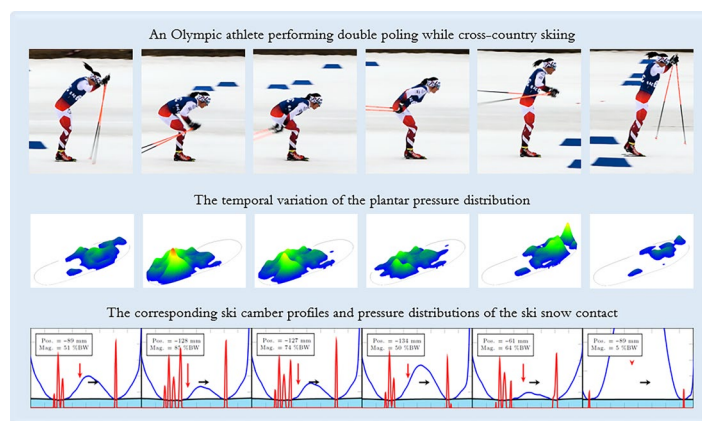 An Olympic athlete performing double poling while cross-country skiing
The temporal variation of the plantar pressure distribution
The corresponding ski camber profiles and pressure distributions of the ski snow contact
Pos. = -89 mm
Mag. = 51 %BW
Pos. = -128 mm
Mag. = %BW
Pos. = -127 mm
Mag. = 74 %BW
Pos. = -134 mm
Mag. = 50 %BW
Pos. = -61 mm
Mag. = 64 %BW
Pos. = -89 mm
Mag. = 5 %BW